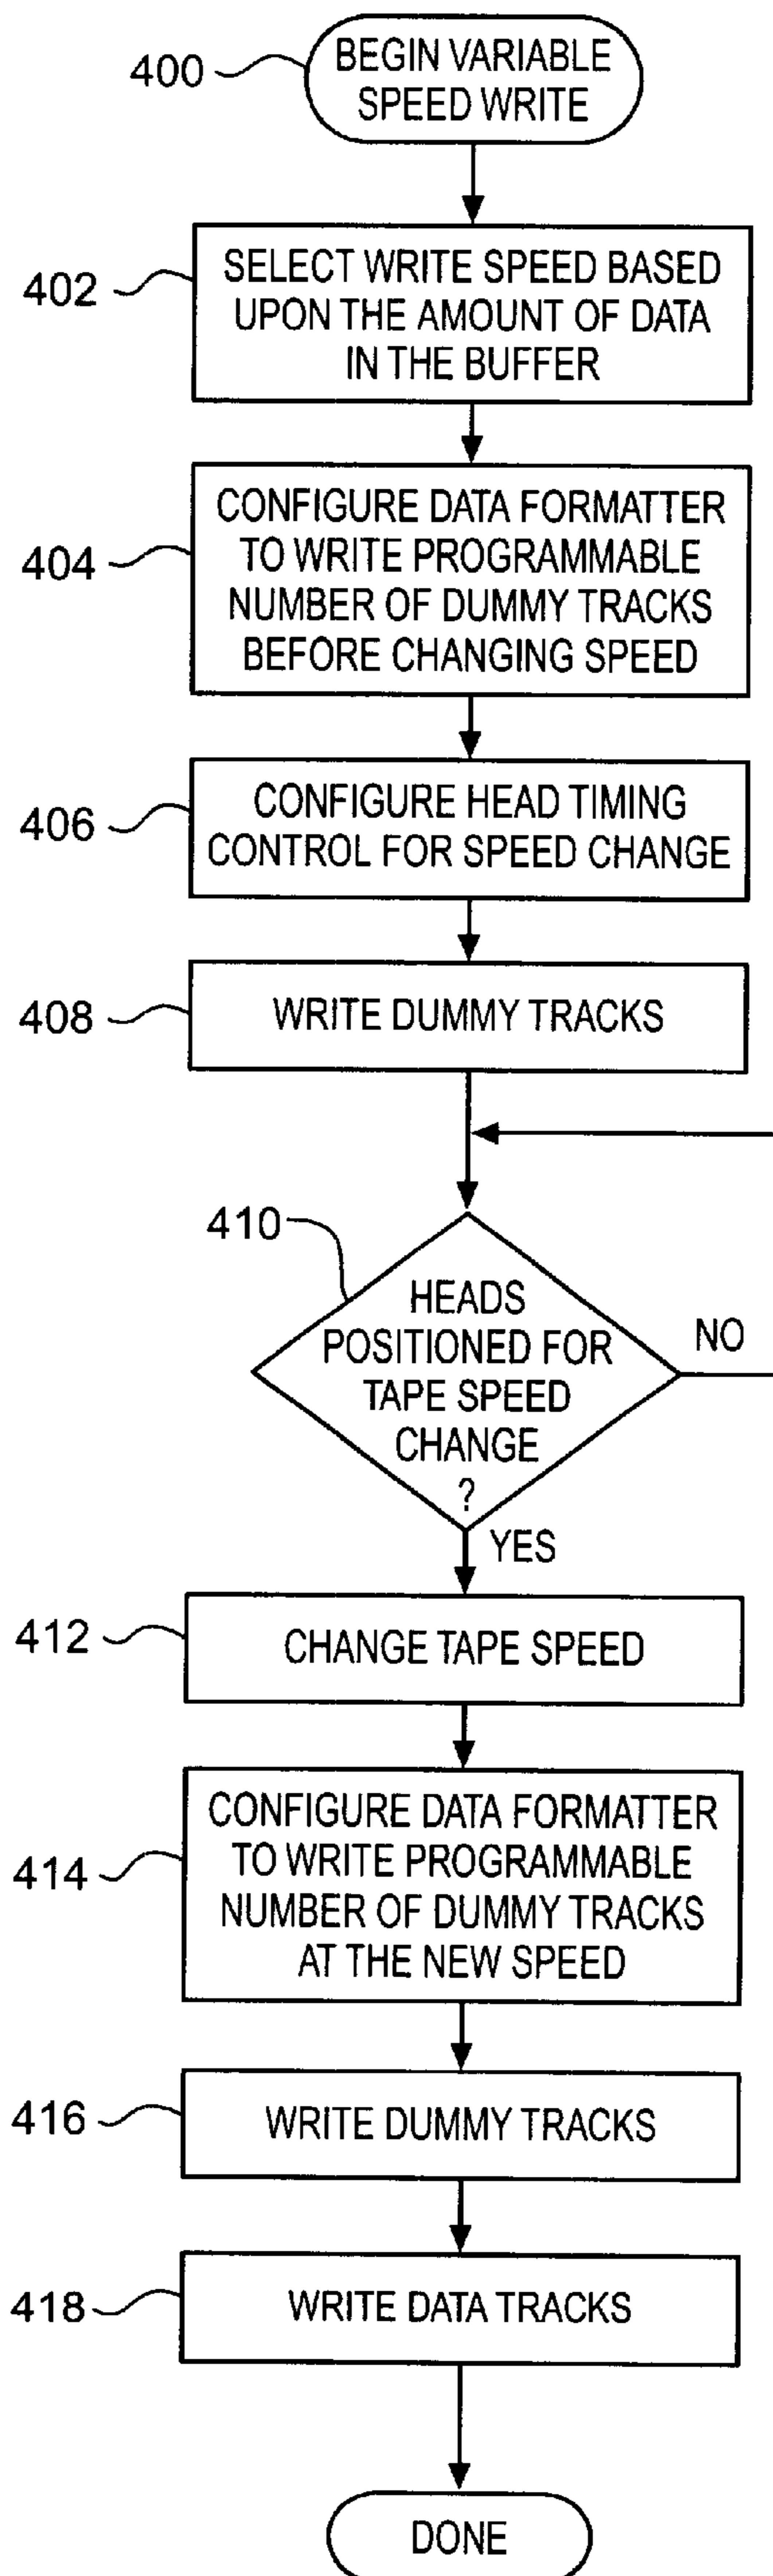 400
BEGIN VARIABLE
SPEED WRITE
402
SELECT WRITE SPEED BASED
UPON THE AMOUNT OF DATA
IN THE BUFFER
404
CONFIGURE DATA FORMATTER
TO WRITE PROGRAMMABLE
NUMBER OF DUMMY TRACKS
BEFORE CHANGING SPEED
406
CONFIGURE HEAD TIMING
CONTROL FOR SPEED CHANGE
408
WRITE DUMMY TRACKS
410
HEADS
POSITIONED FOR
TAPE SPEED
CHANGE
?
NO
YES
412
CHANGE TAPE SPEED
414
CONFIGURE DATA FORMATTER
TO WRITE PROGRAMMABLE
NUMBER OF DUMMY TRACKS
AT THE NEW SPEED
416
WRITE DUMMY TRACKS
418
WRITE DATA TRACKS
DONE